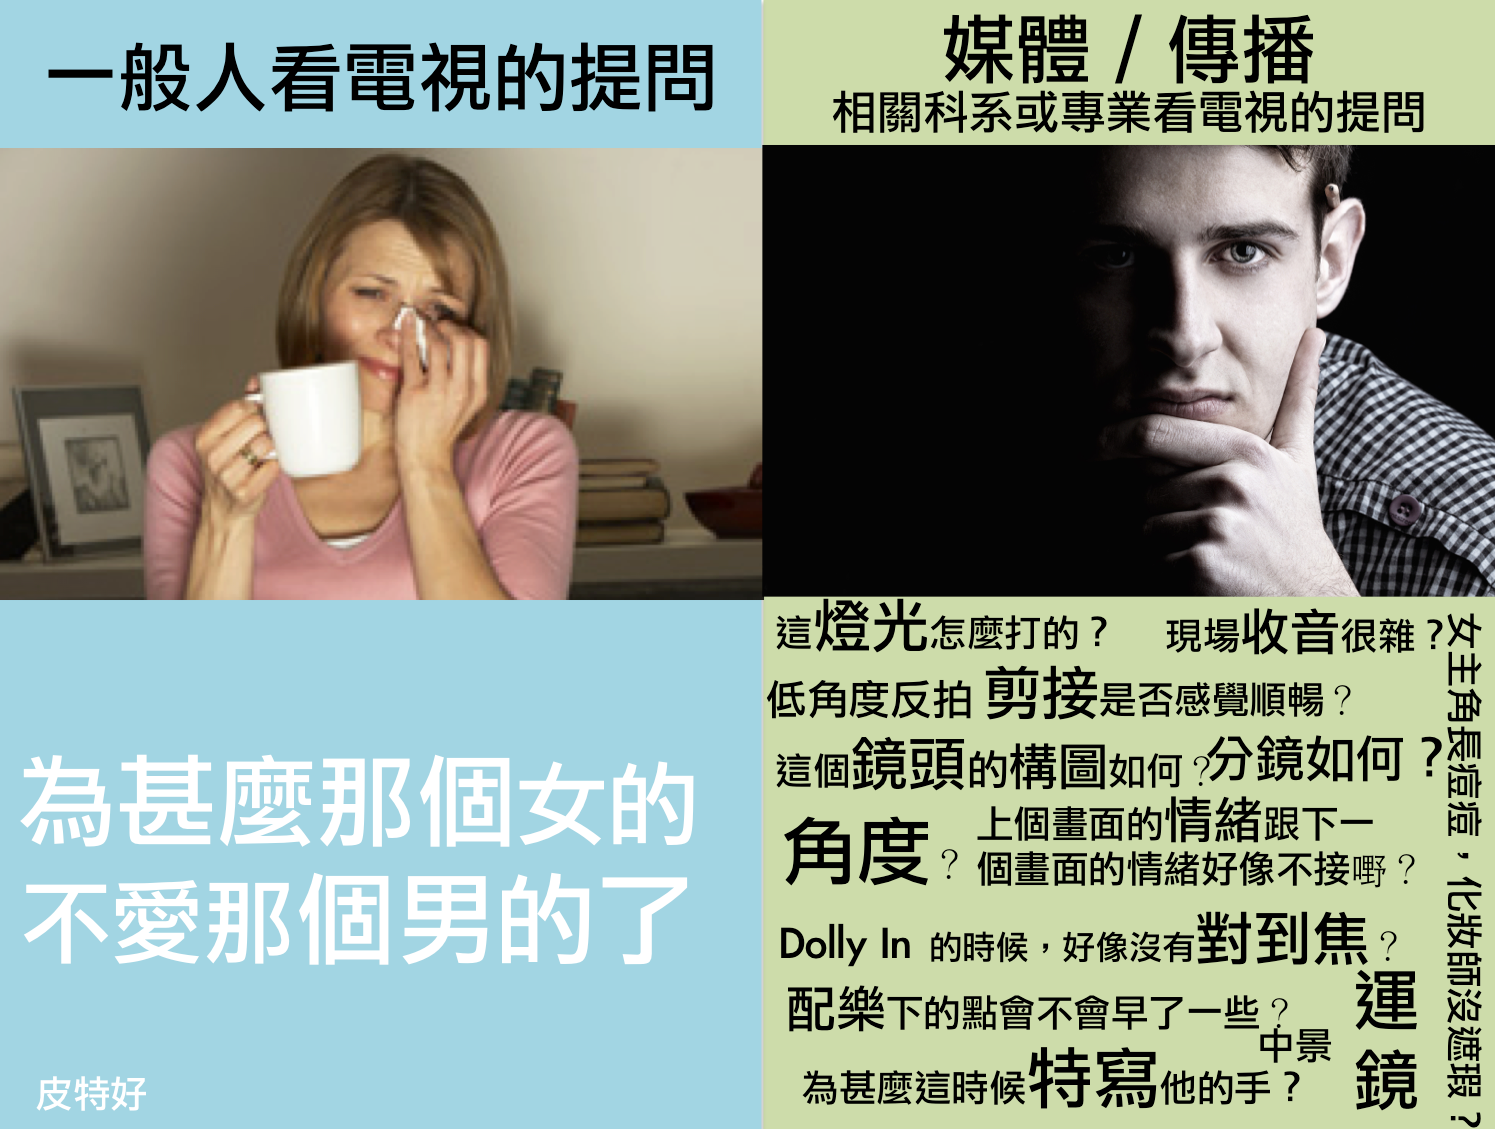 一般人看電視的提問
為甚麼那個女的
不愛那個男的了
皮特好
媒體 / 傳播
相關科系或專業看電視的提問
這燈光怎麼打的？
現場收音很雜？
低角度反拍 剪接是否感覺順暢？
這個鏡頭的構圖如何？
分鏡如何？
角度？
上個畫面的情緒跟下一
個畫面的情緒好像不接嘢？
Dolly In 的時候，好像沒有對到焦？
配樂下的點會不會早了一些？
中景
為甚麼這時候特寫他的手？
運鏡
女主角長痘痘，化妝師沒遮瑕？